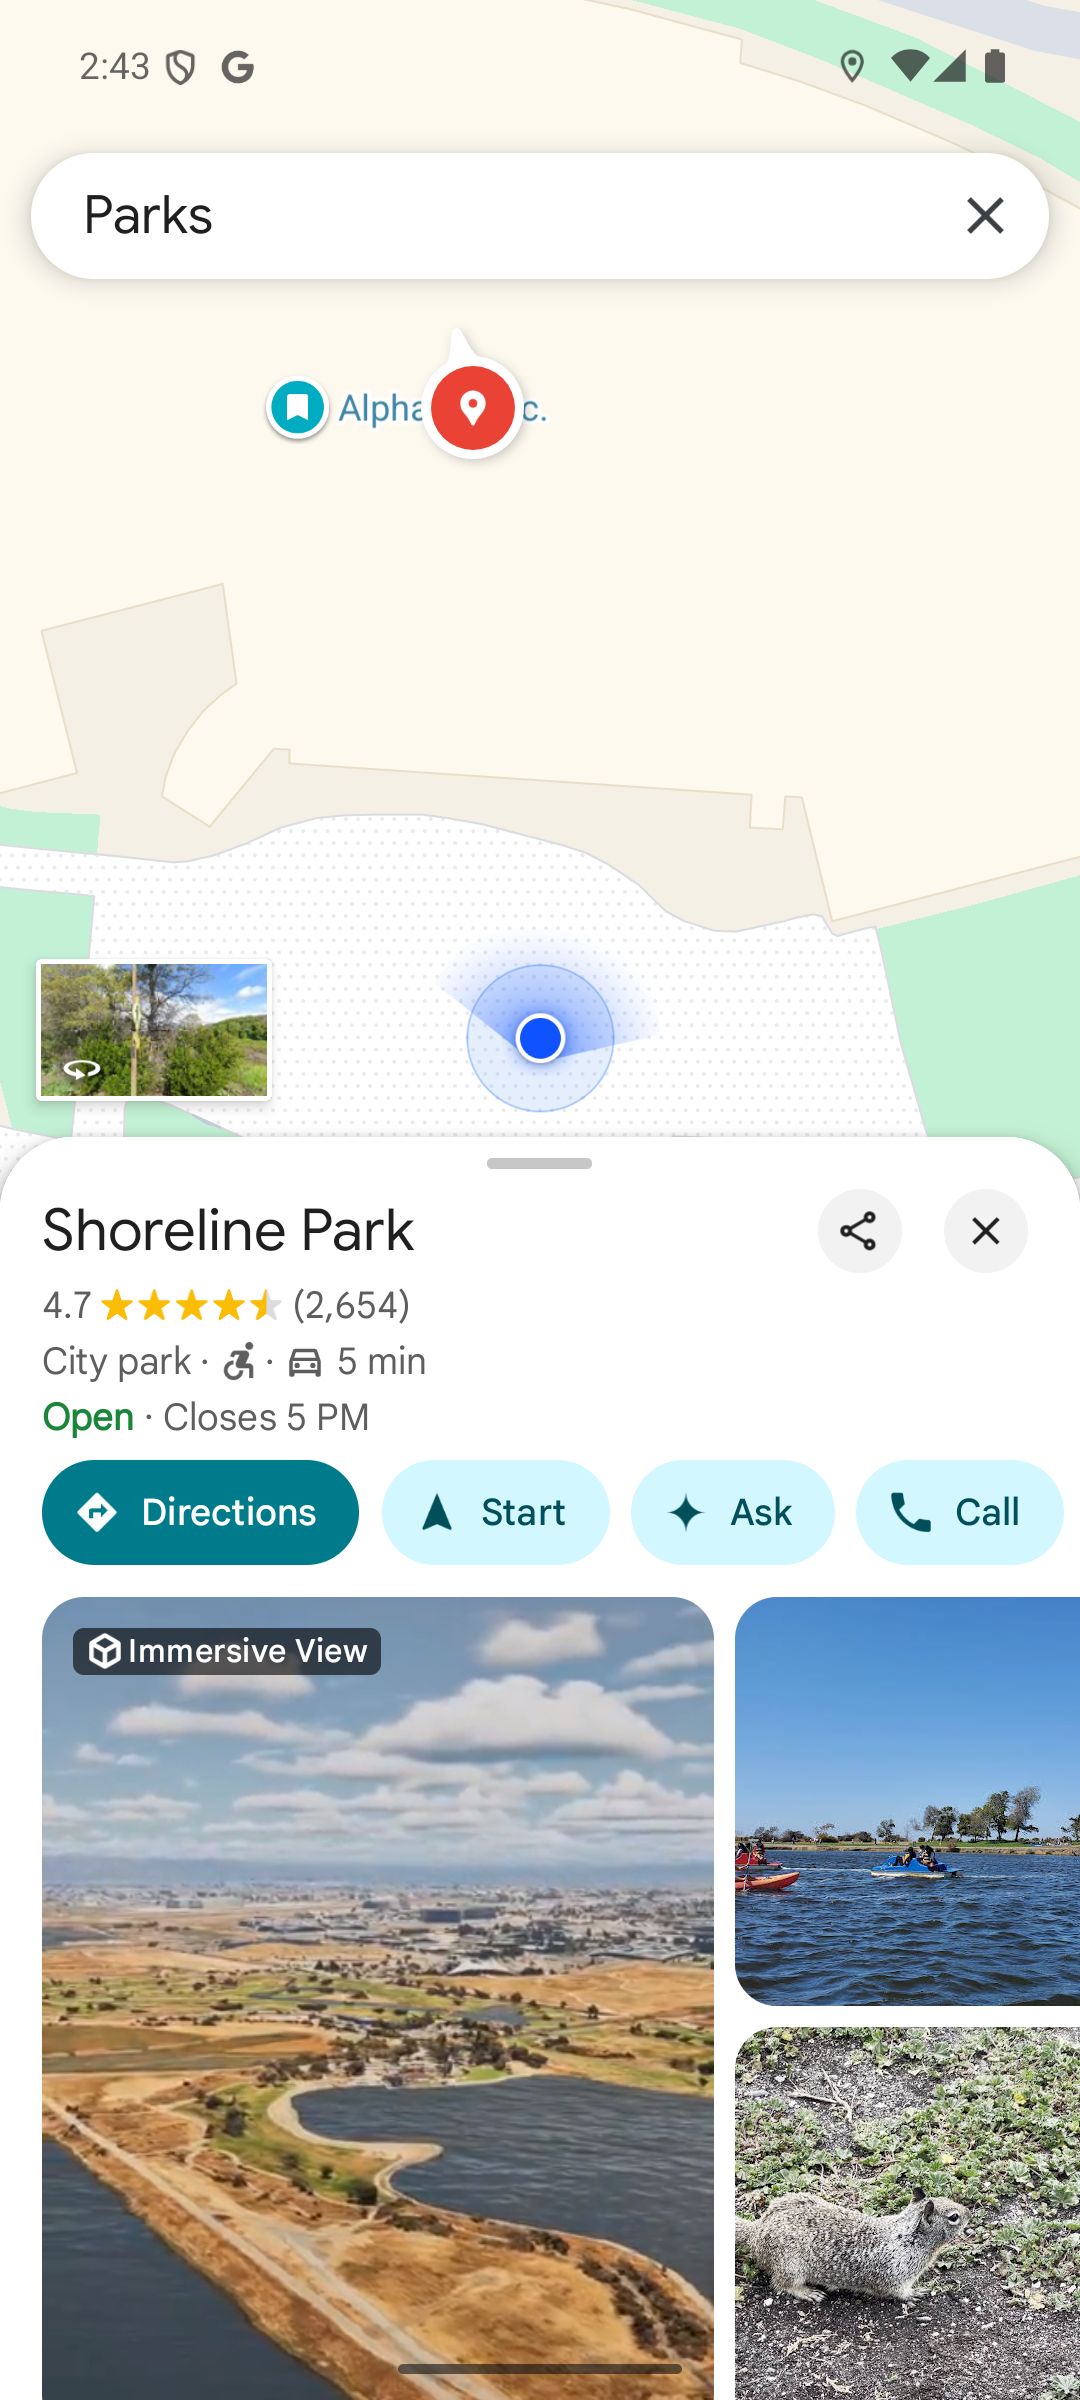 2:43
Parks
Alpha
c.
Shoreline Park
4.7 (2,654)
City park · · 5 min
Open · Closes 5 PM
Directions
Start
Ask
Call
Immersive View